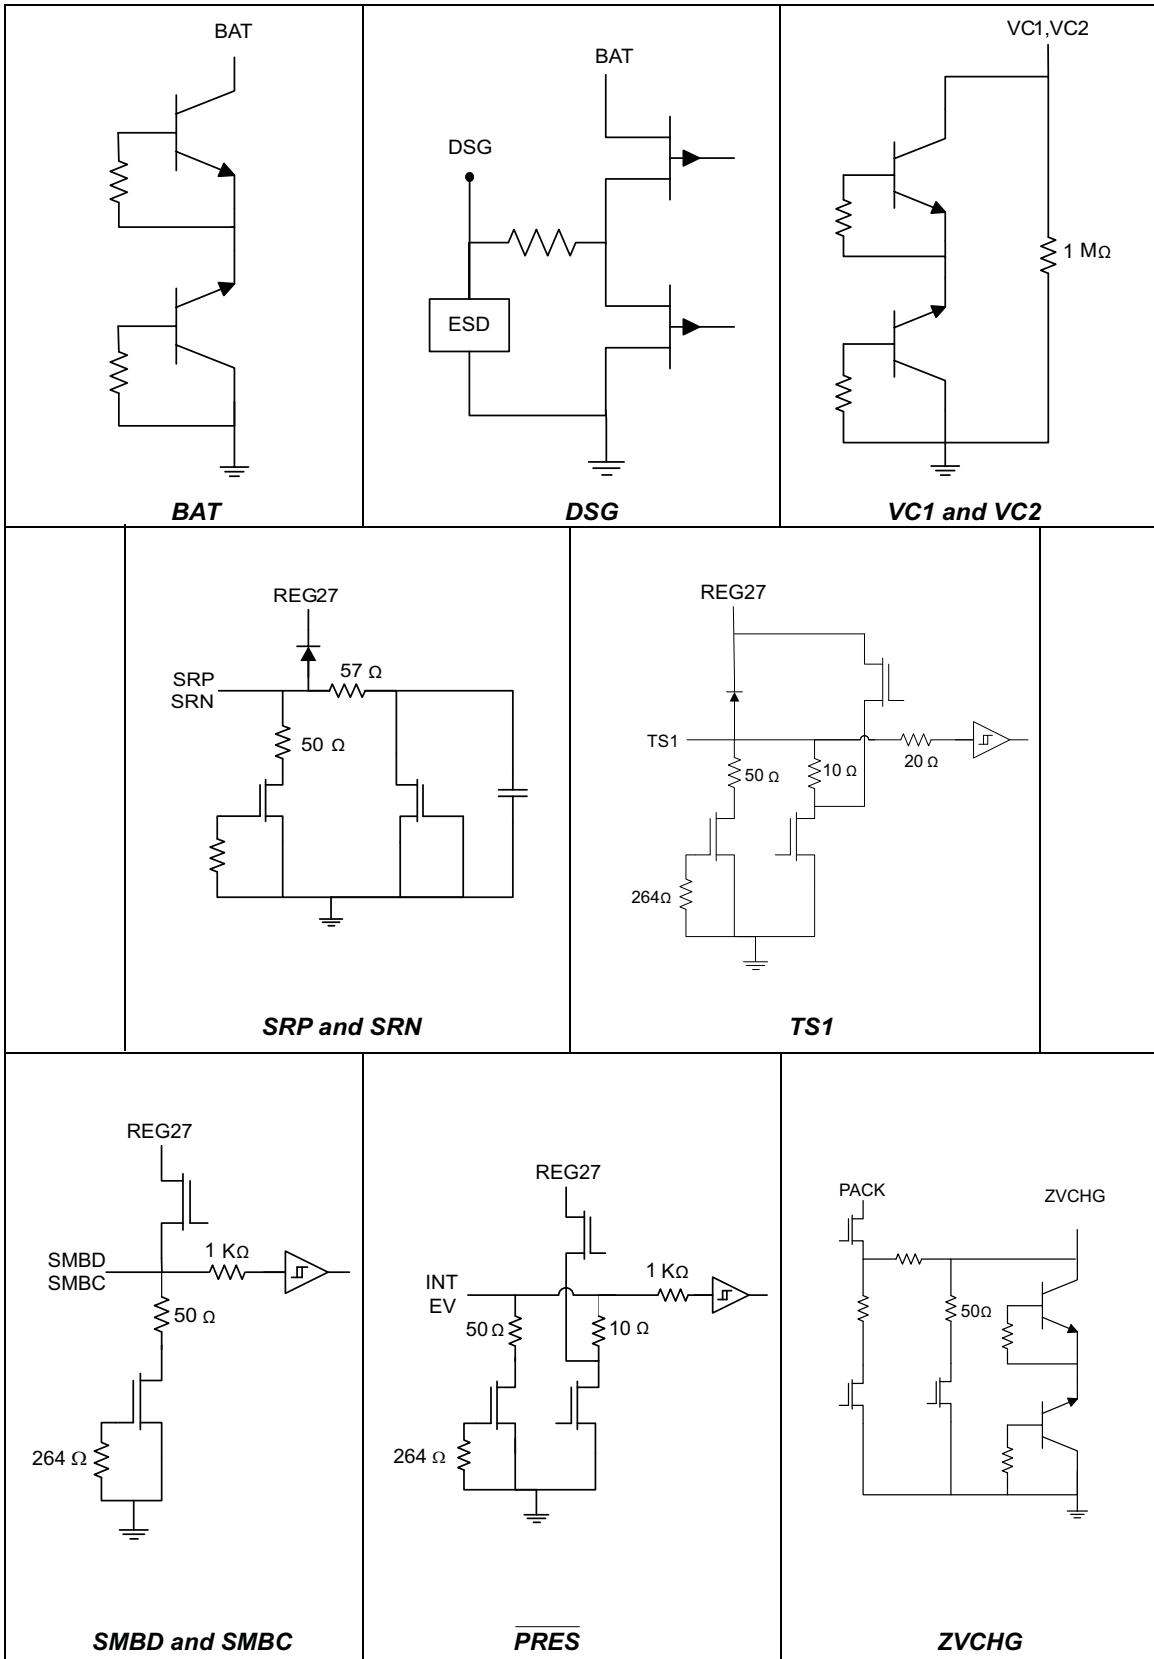 BAT
BAT
DSG
ESD
DSG
VC1,VC2
1 MΩ
VC1 and VC2
REG27
SRP
SRN
57 Ω
50 Ω
SRP and SRN
REG27
TS1
50 Ω
10 Ω
20 Ω
264Ω
TS1
REG27
SMBD
SMBC
1 KΩ
50 Ω
264 Ω
SMBD and SMBC
REG27
INT
EV
1 KΩ
50 Ω
10 Ω
264 Ω
PRES
PACK
ZVCHG
50Ω
ZVCHG